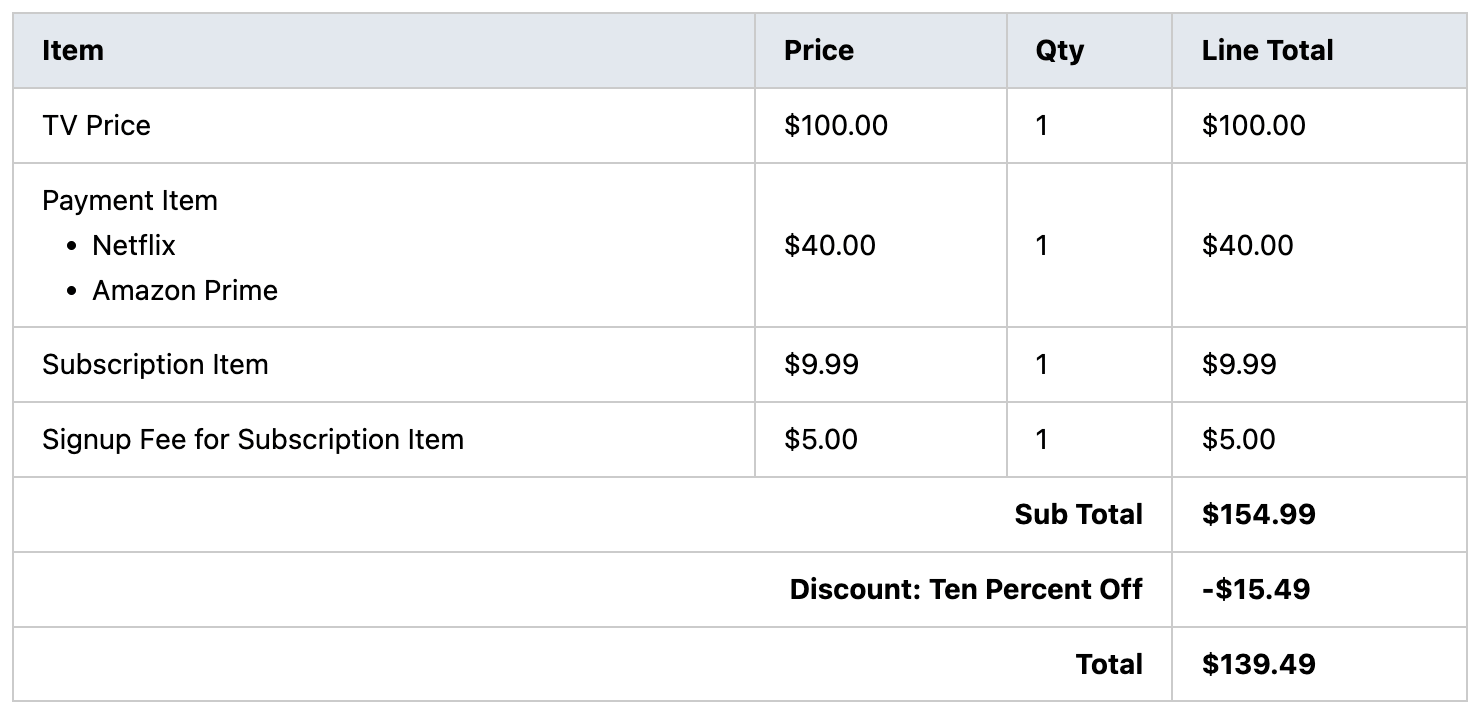 Item Price Qty Line Total
TV Price $100.00 1 $100.00
Payment Item
• Netflix $40.00 1 $40.00
• Amazon Prime
Subscription Item $9.99 1 $9.99
Signup Fee for Subscription Item $5.00 1 $5.00
Sub Total $154.99
Discount: Ten Percent Off -$15.49
Total $139.49